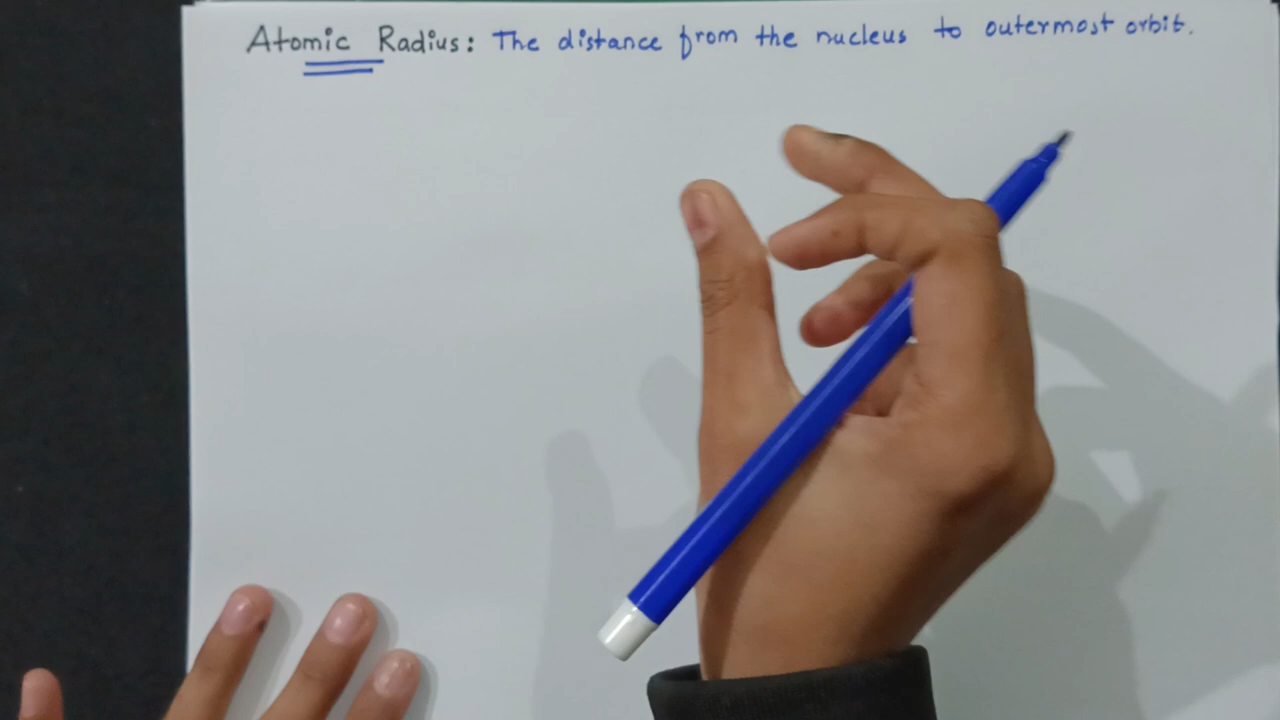 Atomic Radius: The distance from the nucleus to outermost orbit.